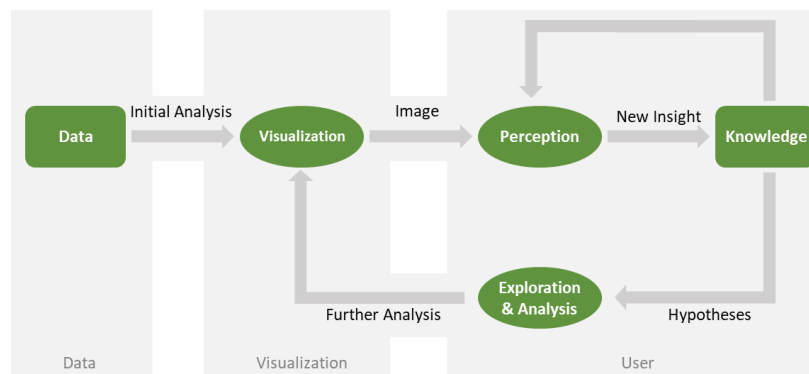 Initial Analysis
Image
New Insight
Data
Visualization
Perception
Knowledge
Exploration
& Analysis
Further Analysis
Hypotheses
Data
Visualization
User